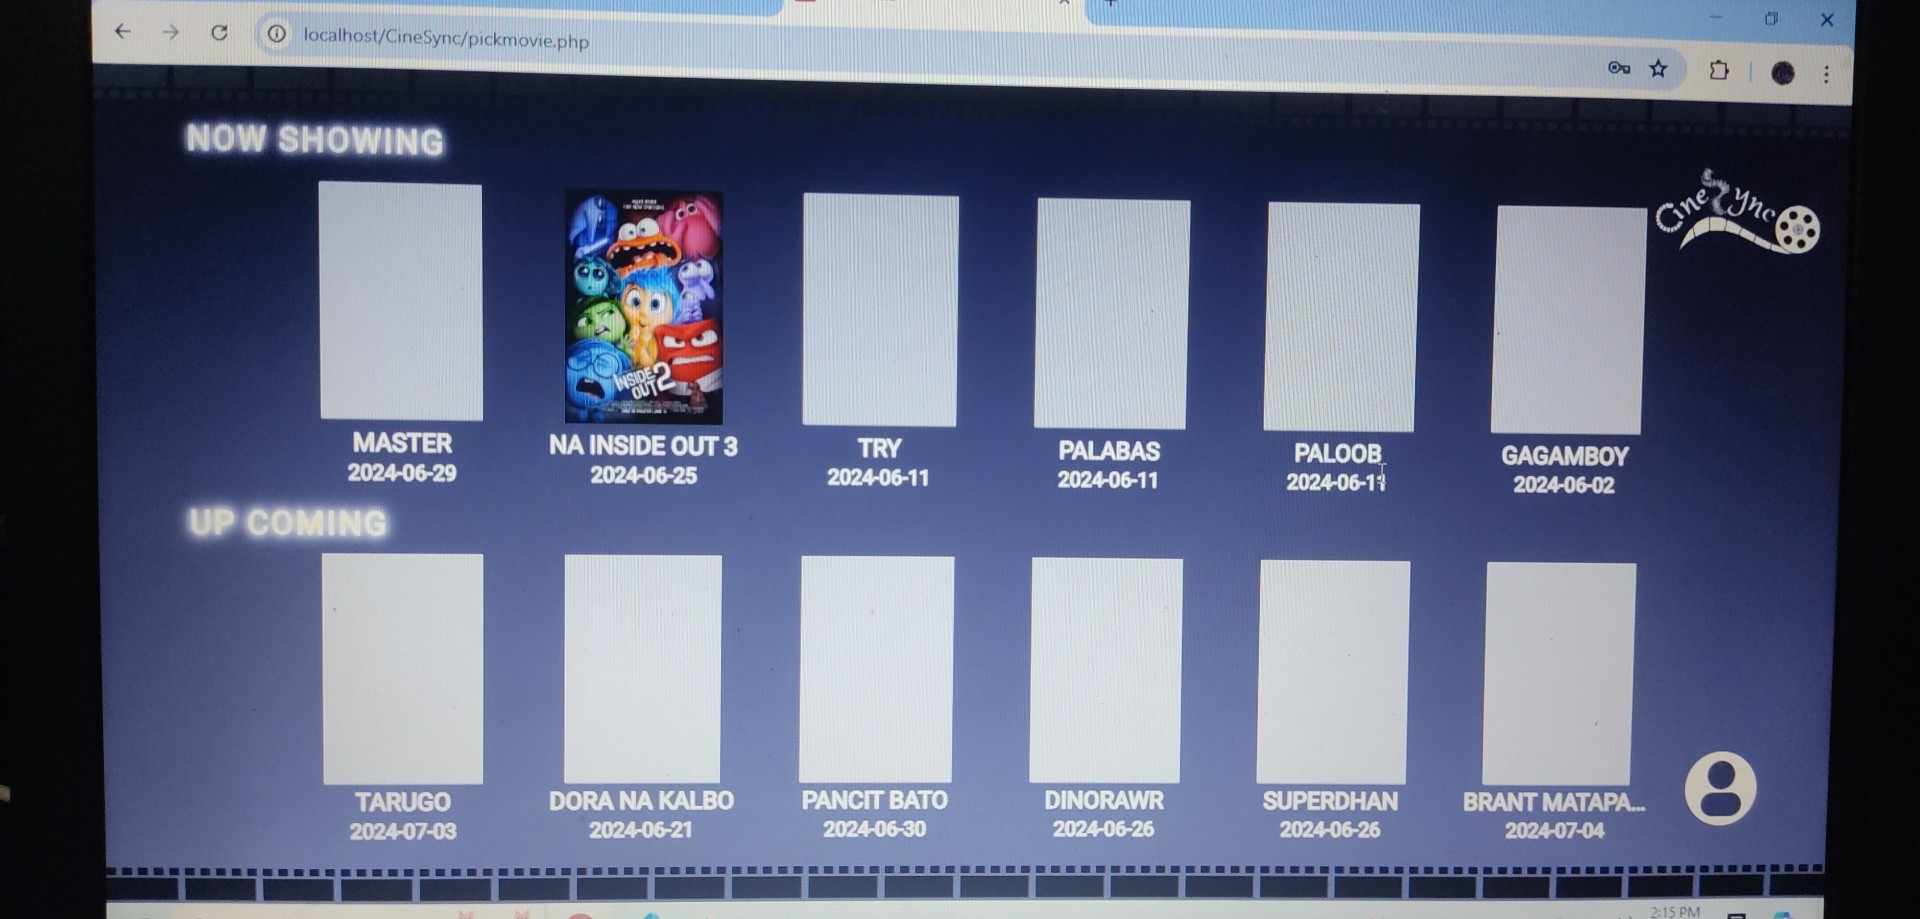 localhost/CineSync/pickmovie.php
NOW SHOWING
CineSync
INSIDE OUT 2
MASTER
2024-06-29
NA INSIDE OUT 3
2024-06-25
TRY
2024-06-11
PALABAS
2024-06-11
PALOOB
2024-06-11
GAGAMBOY
2024-06-02
UP COMING
TARUGO
2024-07-03
DORA NA KALBO
2024-06-21
PANCIT BATO
2024-06-30
DINORAWR
2024-06-26
SUPERDHAN
2024-06-26
BRANT MATAPA...
2024-07-04
2:15 PM